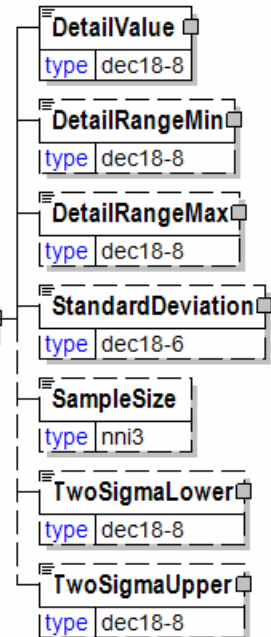 DetailValue
type dec18-8
DetailRangeMin
type dec18-8
DetailRangeMax
type dec18-8
StandardDeviation
type dec18-6
SampleSize
type nni3
TwoSigmaLower
type dec18-8
TwoSigmaUpper
type dec18-8